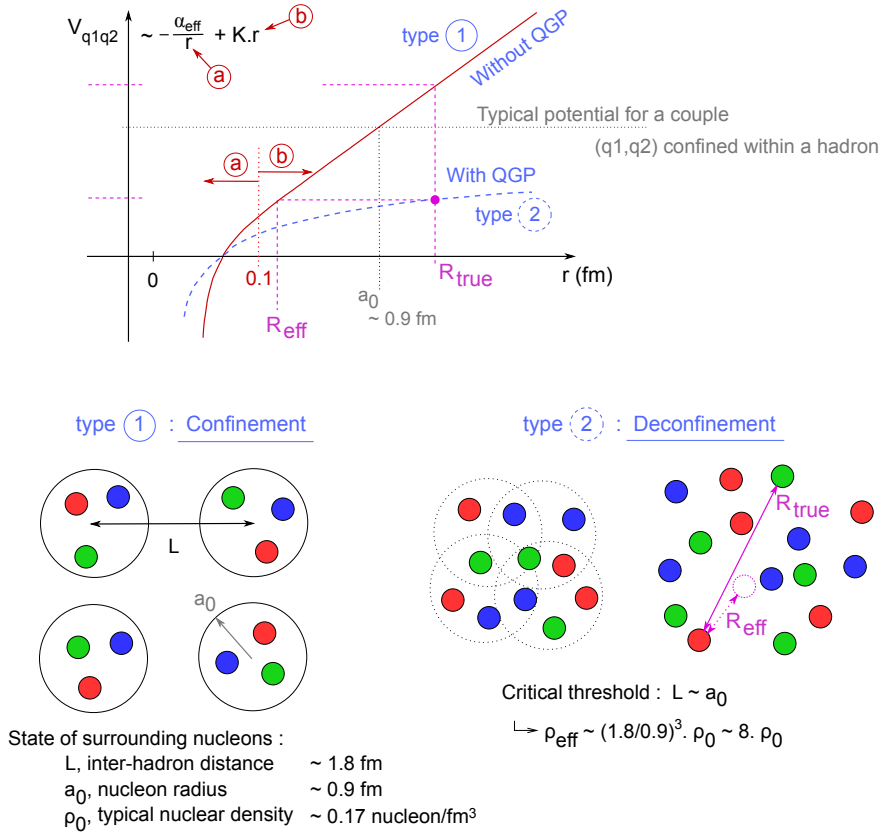 V_q1q2 ~ - α_eff/r + K.r
ⓑ
ⓐ
type ①
Without QGP
Typical potential for a couple
(q1,q2) confined within a hadron
ⓐ
ⓑ
With QGP
type ②
0
0.1
R_eff
a_0
~ 0.9 fm
R_true
r (fm)
type ① : Confinement
type ② : Deconfinement
L
a_0
R_true
R_eff
Critical threshold : L ~ a_0
ρ_eff ~ (1.8/0.9)³. ρ_0 ~ 8. ρ_0
State of surrounding nucleons :
L, inter-hadron distance ~ 1.8 fm
a_0, nucleon radius ~ 0.9 fm
ρ_0, typical nuclear density ~ 0.17 nucleon/fm³